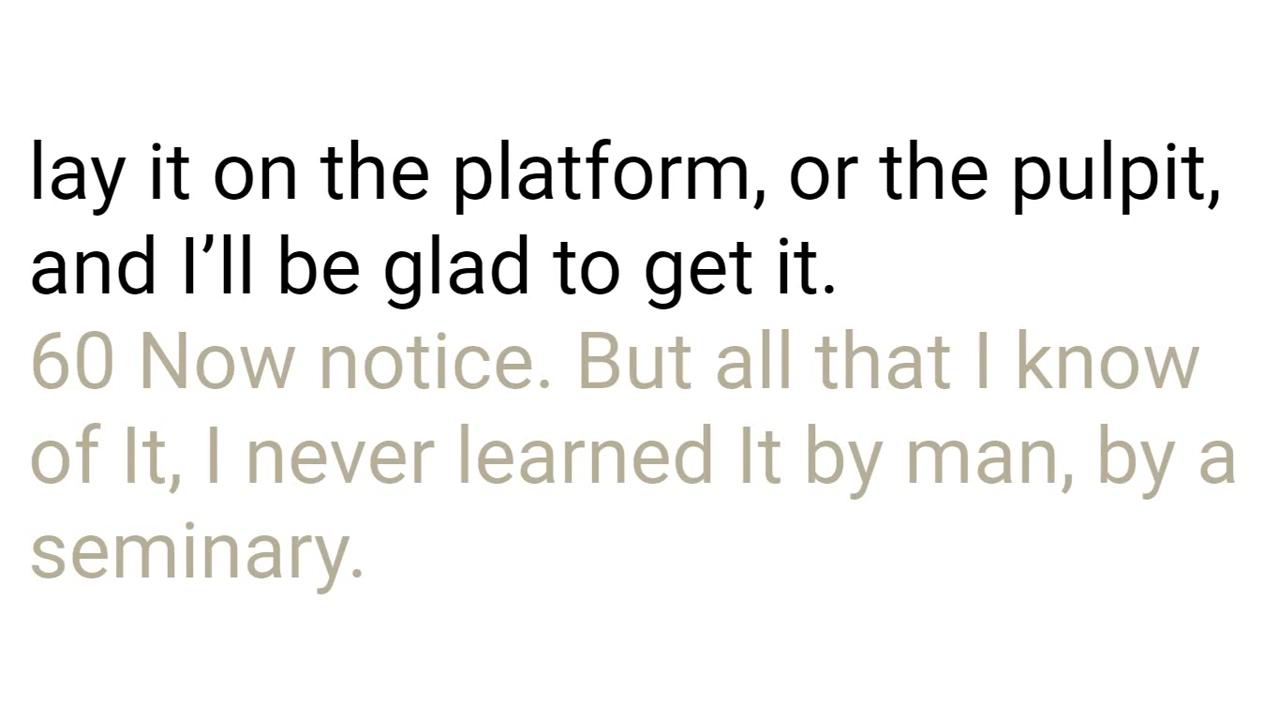 lay it on the platform, or the pulpit,
and I’ll be glad to get it.
60 Now notice. But all that I know
of It, I never learned It by man, by a
seminary.